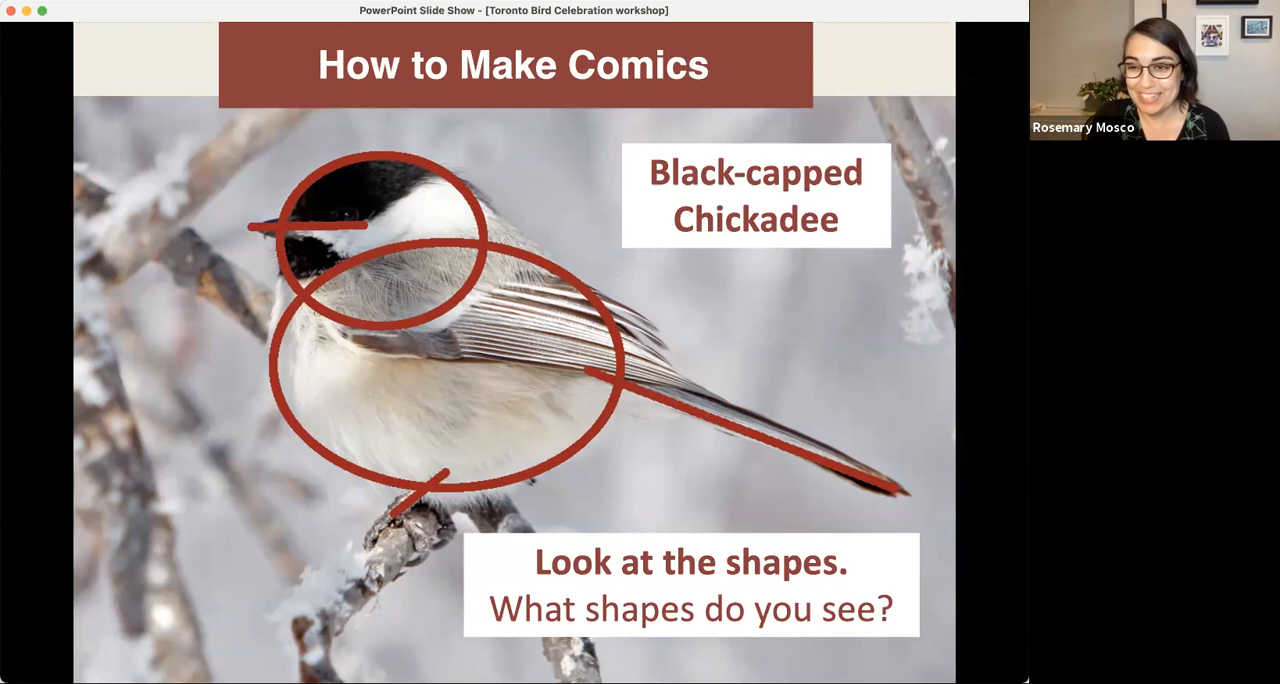 PowerPoint Slide Show - [Toronto Bird Celebration workshop]
How to Make Comics
Black-capped
Chickadee
Look at the shapes.
What shapes do you see?
Rosemary Mosco